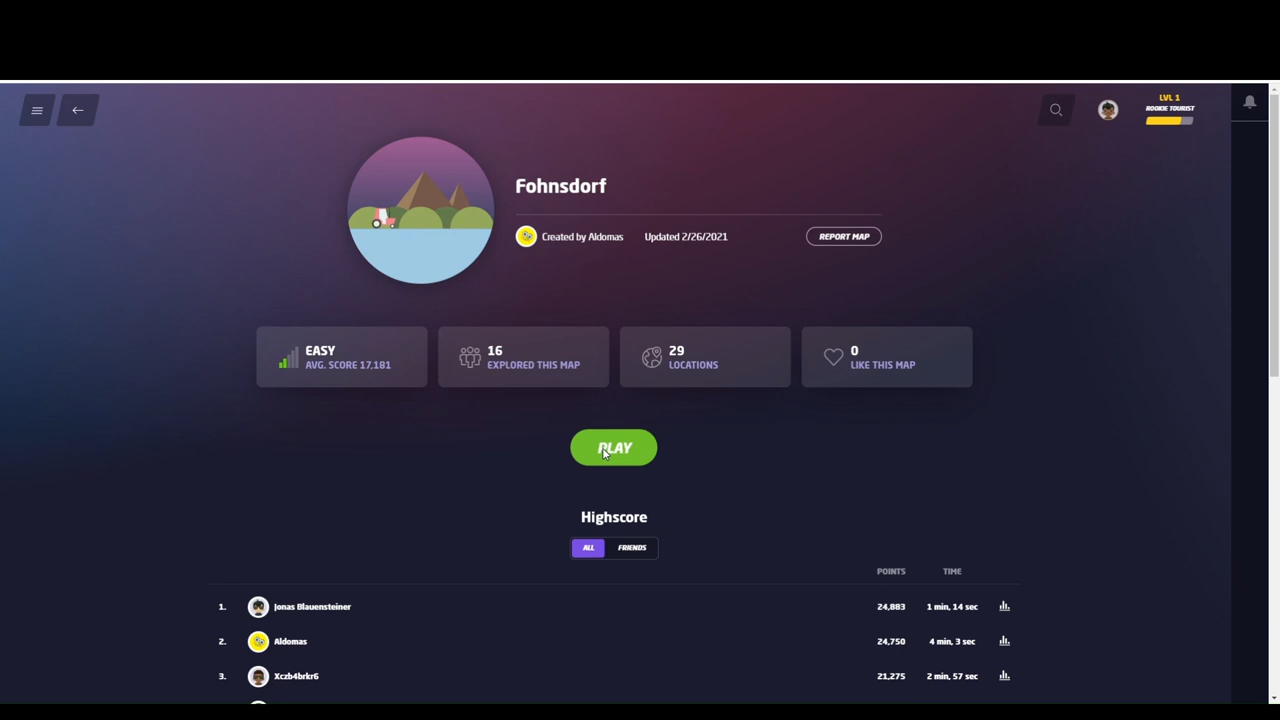 LVL 1
ROOKIE TOURIST
Fohnsdorf
Created by Aldomas Updated 2/26/2021 REPORT MAP
EASY
AVG. SCORE 17,181
16
EXPLORED THIS MAP
29
LOCATIONS
0
LIKE THIS MAP
PLAY
Highscore
ALL FRIENDS
POINTS TIME
1. Jonas Blauensteiner 24,883 1 min, 14 sec
2. Aldomas 24,750 4 min, 3 sec
3. Xczb4brkr6 21,275 2 min, 57 sec